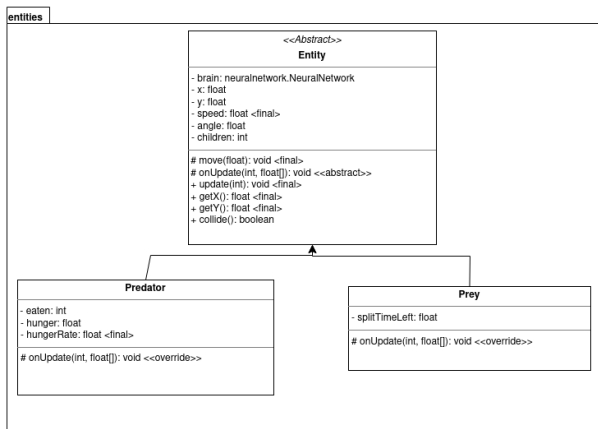 entities
<<Abstract>>
Entity
- brain: neuralnetwork.NeuralNetwork
- x: float
- y: float
- speed: float <final>
- angle: float
- children: int
# move(float): void <final>
# onUpdate(int, float[]): void <<abstract>>
+ update(int): void <final>
+ getX(): float <final>
+ getY(): float <final>
+ collide(): boolean
Predator
- eaten: int
- hunger: float
- hungerRate: float <final>
# onUpdate(int, float[]): void <<override>>
Prey
- splitTimeLeft: float
# onUpdate(int, float[]): void <<override>>